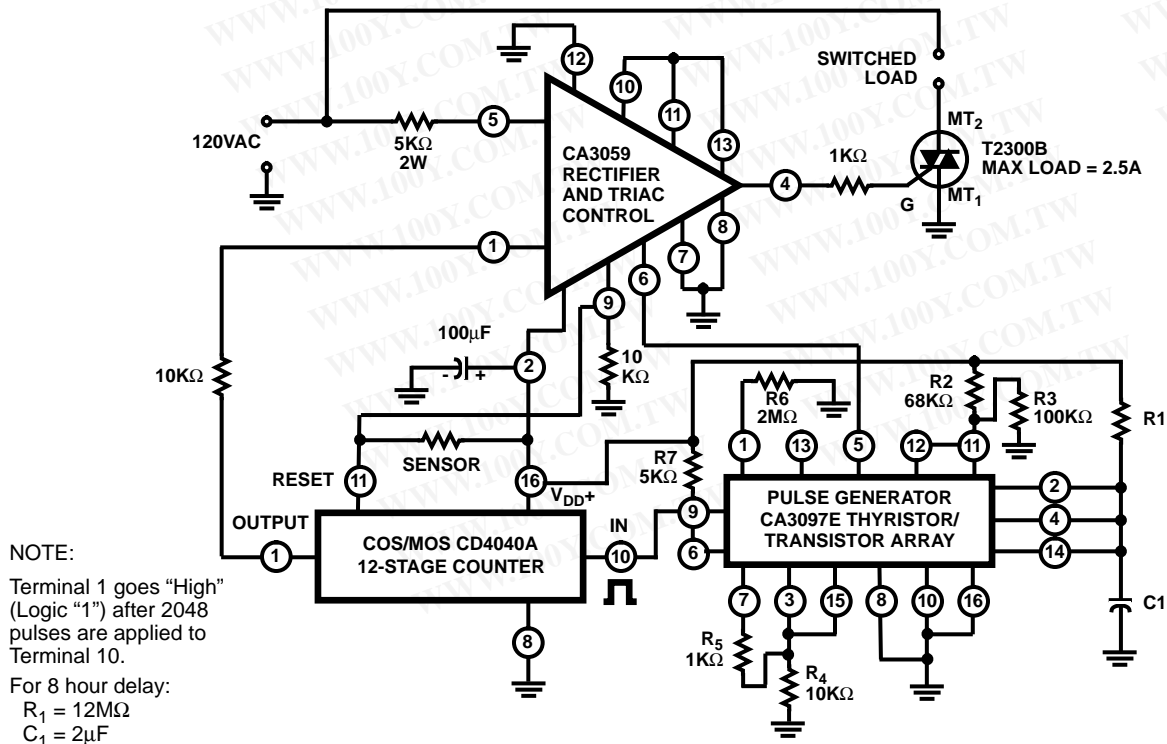 WWW.100Y.COM.TW
120VAC
5KΩ
2W
5
12
10
11
13
CA3059
RECTIFIER
AND TRIAC
CONTROL
4
1KΩ
SWITCHED
LOAD
MT2
T2300B
MAX LOAD = 2.5A
MT1
G
1
8
7
6
9
2
100µF
-
+
10
KΩ
10KΩ
SENSOR
RESET
11
16
VDD+
OUTPUT
1
COS/MOS CD4040A
12-STAGE COUNTER
IN
10
8
R7
5KΩ
R6
2MΩ
R2
68KΩ
R3
100KΩ
R1
1
13
5
12
11
9
6
PULSE GENERATOR
CA3097E THYRISTOR/
TRANSISTOR ARRAY
2
4
14
7
3
15
8
10
16
R5
1KΩ
R4
10KΩ
C1
NOTE:
Terminal 1 goes “High”
(Logic “1”) after 2048
pulses are applied to
Terminal 10.
For 8 hour delay:
R1 = 12MΩ
C1 = 2µF